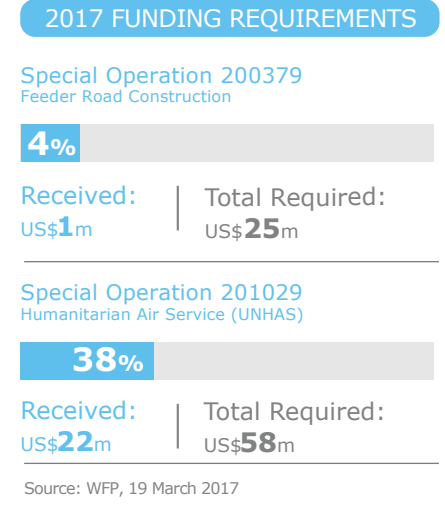 2017 FUNDING REQUIREMENTS
Special Operation 200379
Feeder Road Construction
4%
Received: Total Required:
US$1m US$25m
Special Operation 201029
Humanitarian Air Service (UNHAS)
38%
Received: Total Required:
US$22m US$58m
Source: WFP, 19 March 2017